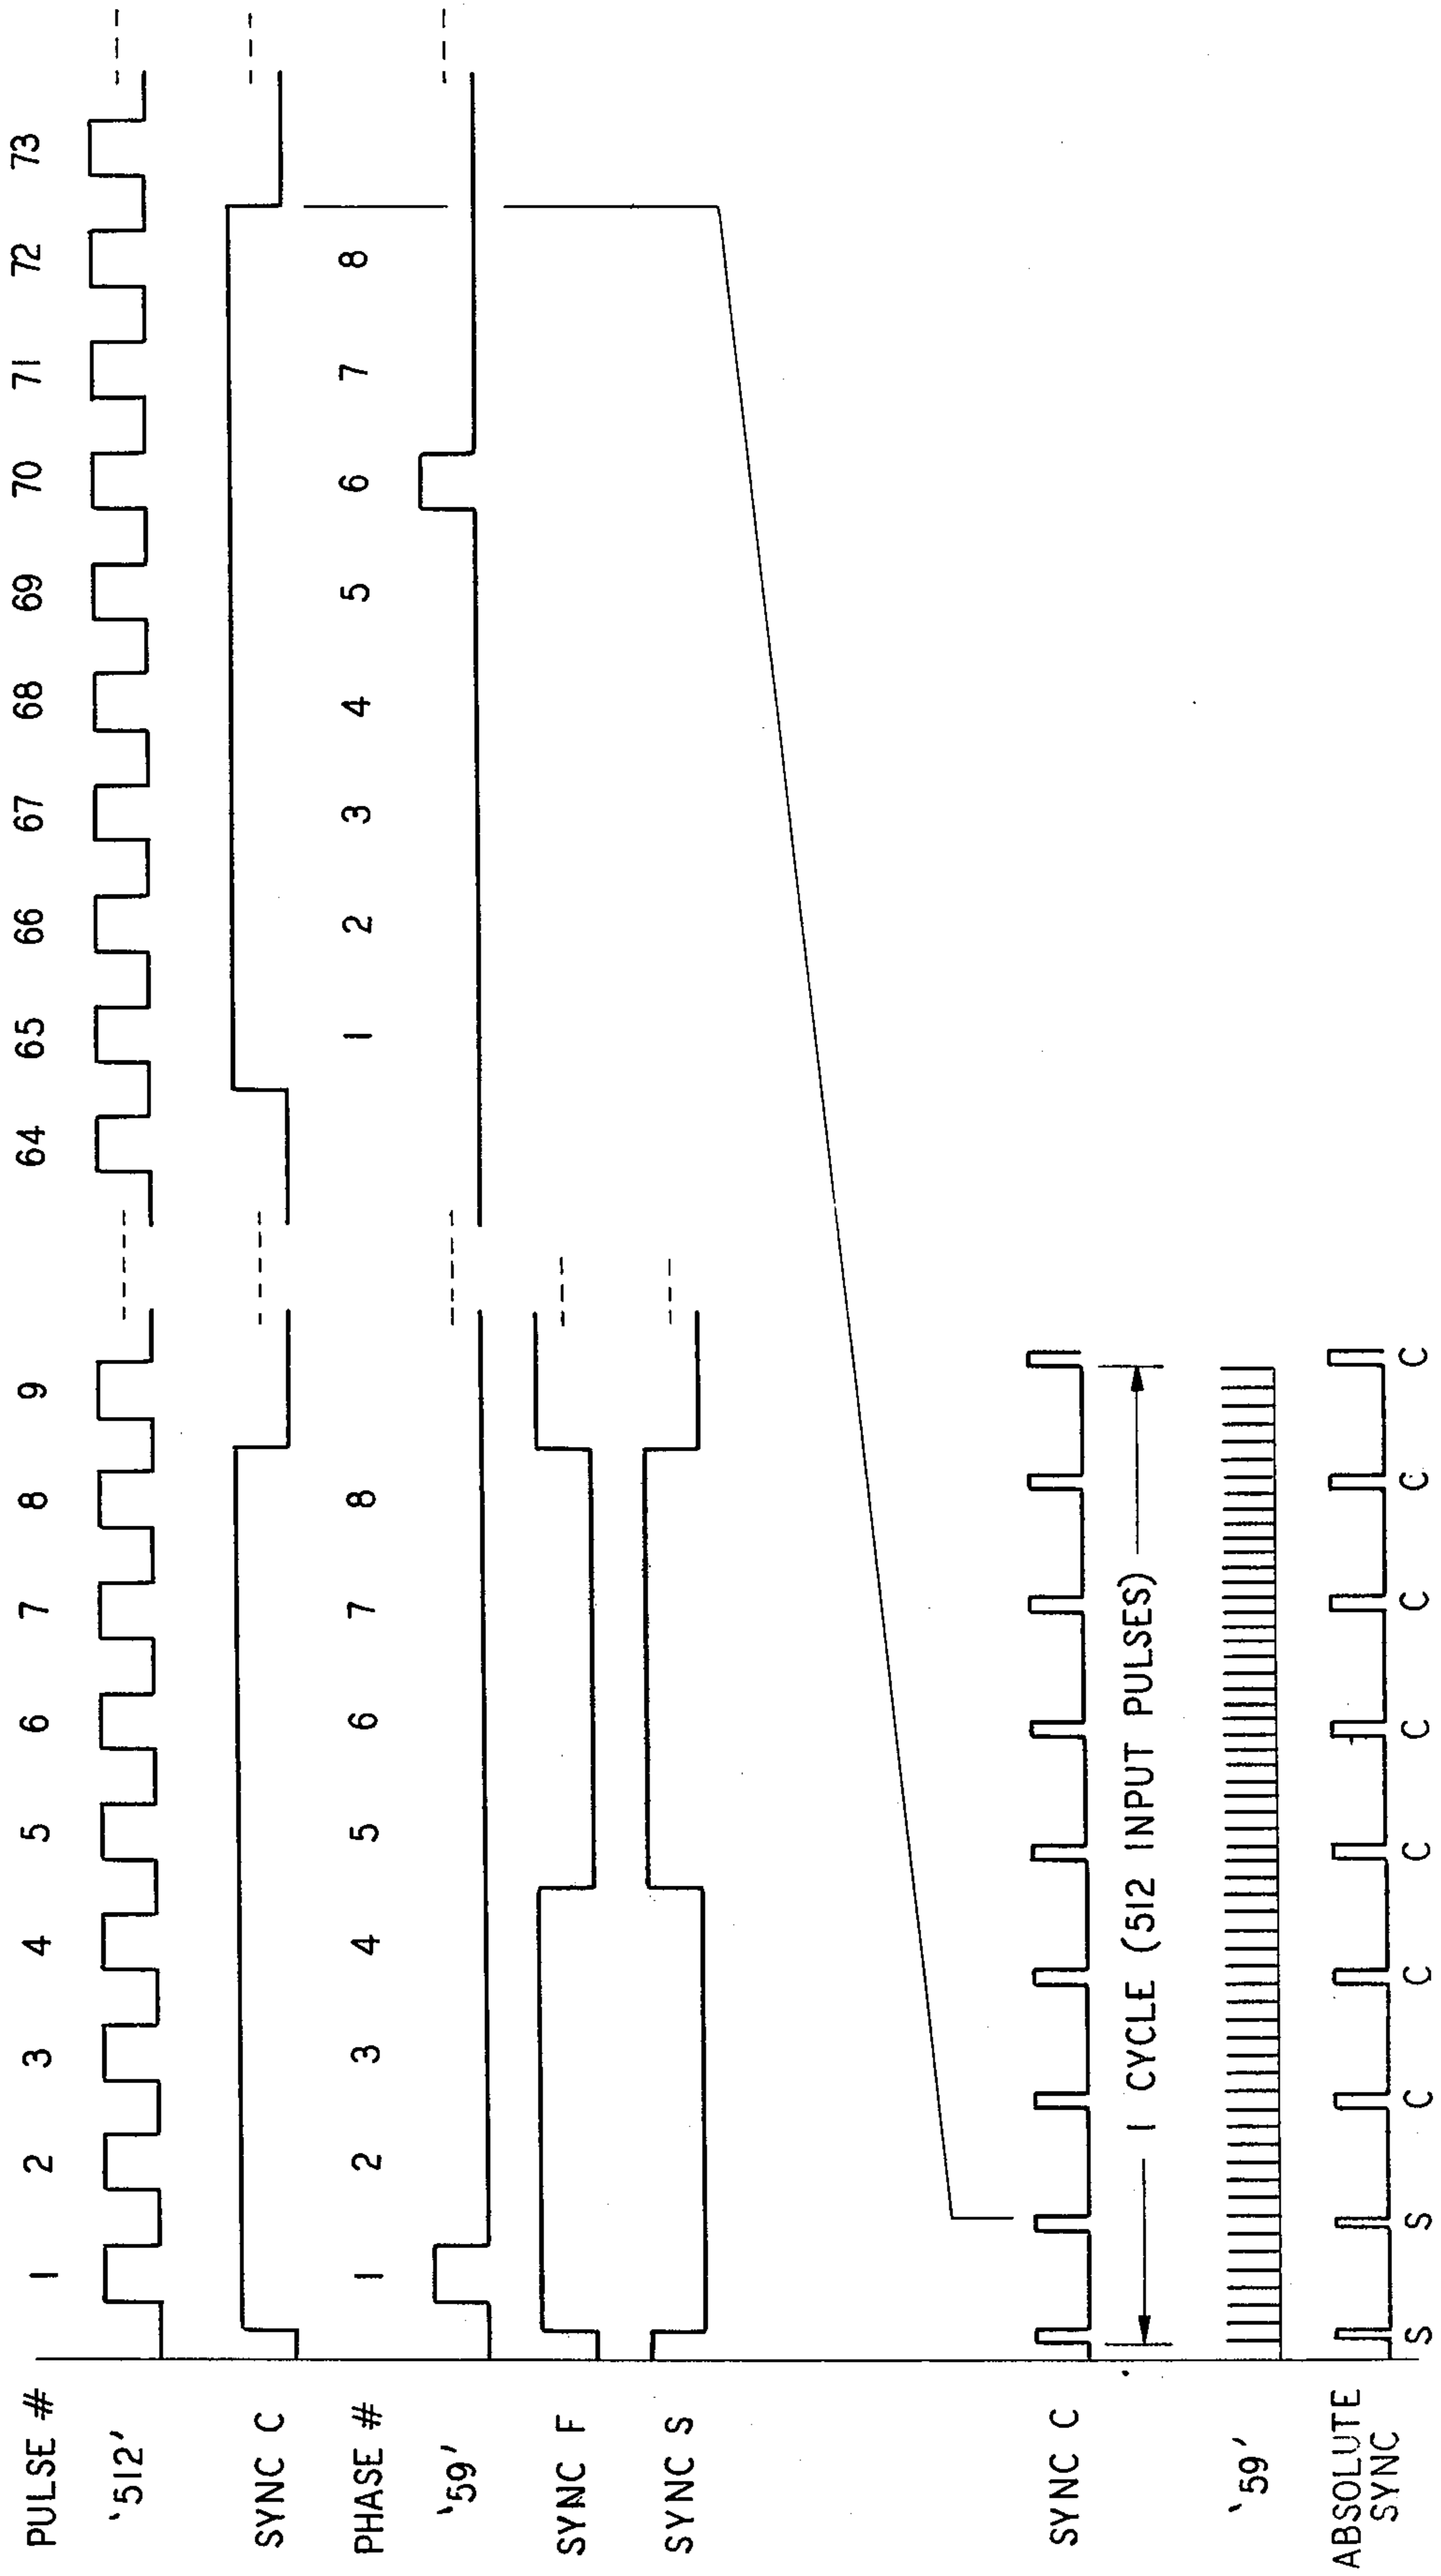 PULSE # 1 2 3 4 5 6 7 8 9 64 65 66 67 68 69 70 71 72 73
'512'
SYNC C
PHASE # 1 2 3 4 5 6 7 8 1 2 3 4 5 6 7 8
'59'
SYNC F
SYNC S
SYNC C
1 CYCLE (512 INPUT PULSES)
'59'
ABSOLUTE
SYNC
S S C C C C C C C